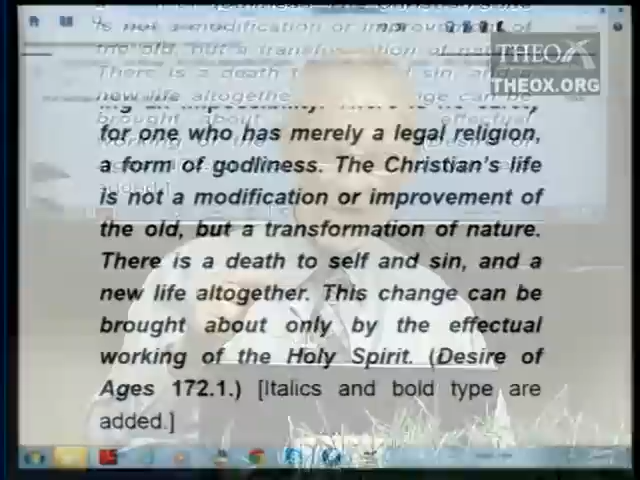 THEOX
THEOX.ORG
for one who has merely a legal religion,
a form of godliness. The Christian's life
is not a modification or improvement of
the old, but a transformation of nature.
There is a death to self and sin, and a
new life altogether. This change can be
brought about only by the effectual
working of the Holy Spirit. (Desire of
Ages 172.1.) [Italics and bold type are
added.]